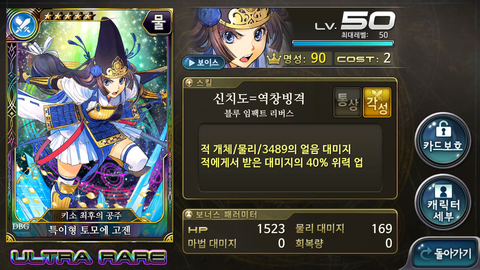 물
키소 최후의 공주
특이형 토모에 고젠
DBG
ULTRA RARE
LV. 50
최대레벨: 50
보이스
명성: 90 COST: 2
스킬
신치도=역창빙격
블루 임팩트 리버스
통상
각성
적 개체/물리/3489의 얼음 대미지
적에게서 받은 대미지의 40% 위력 업
보너스 패러미터
HP 1523 물리 대미지 169
마법 대미지 0 회복량 0
카드보호
캐릭터
세부
돌아가기